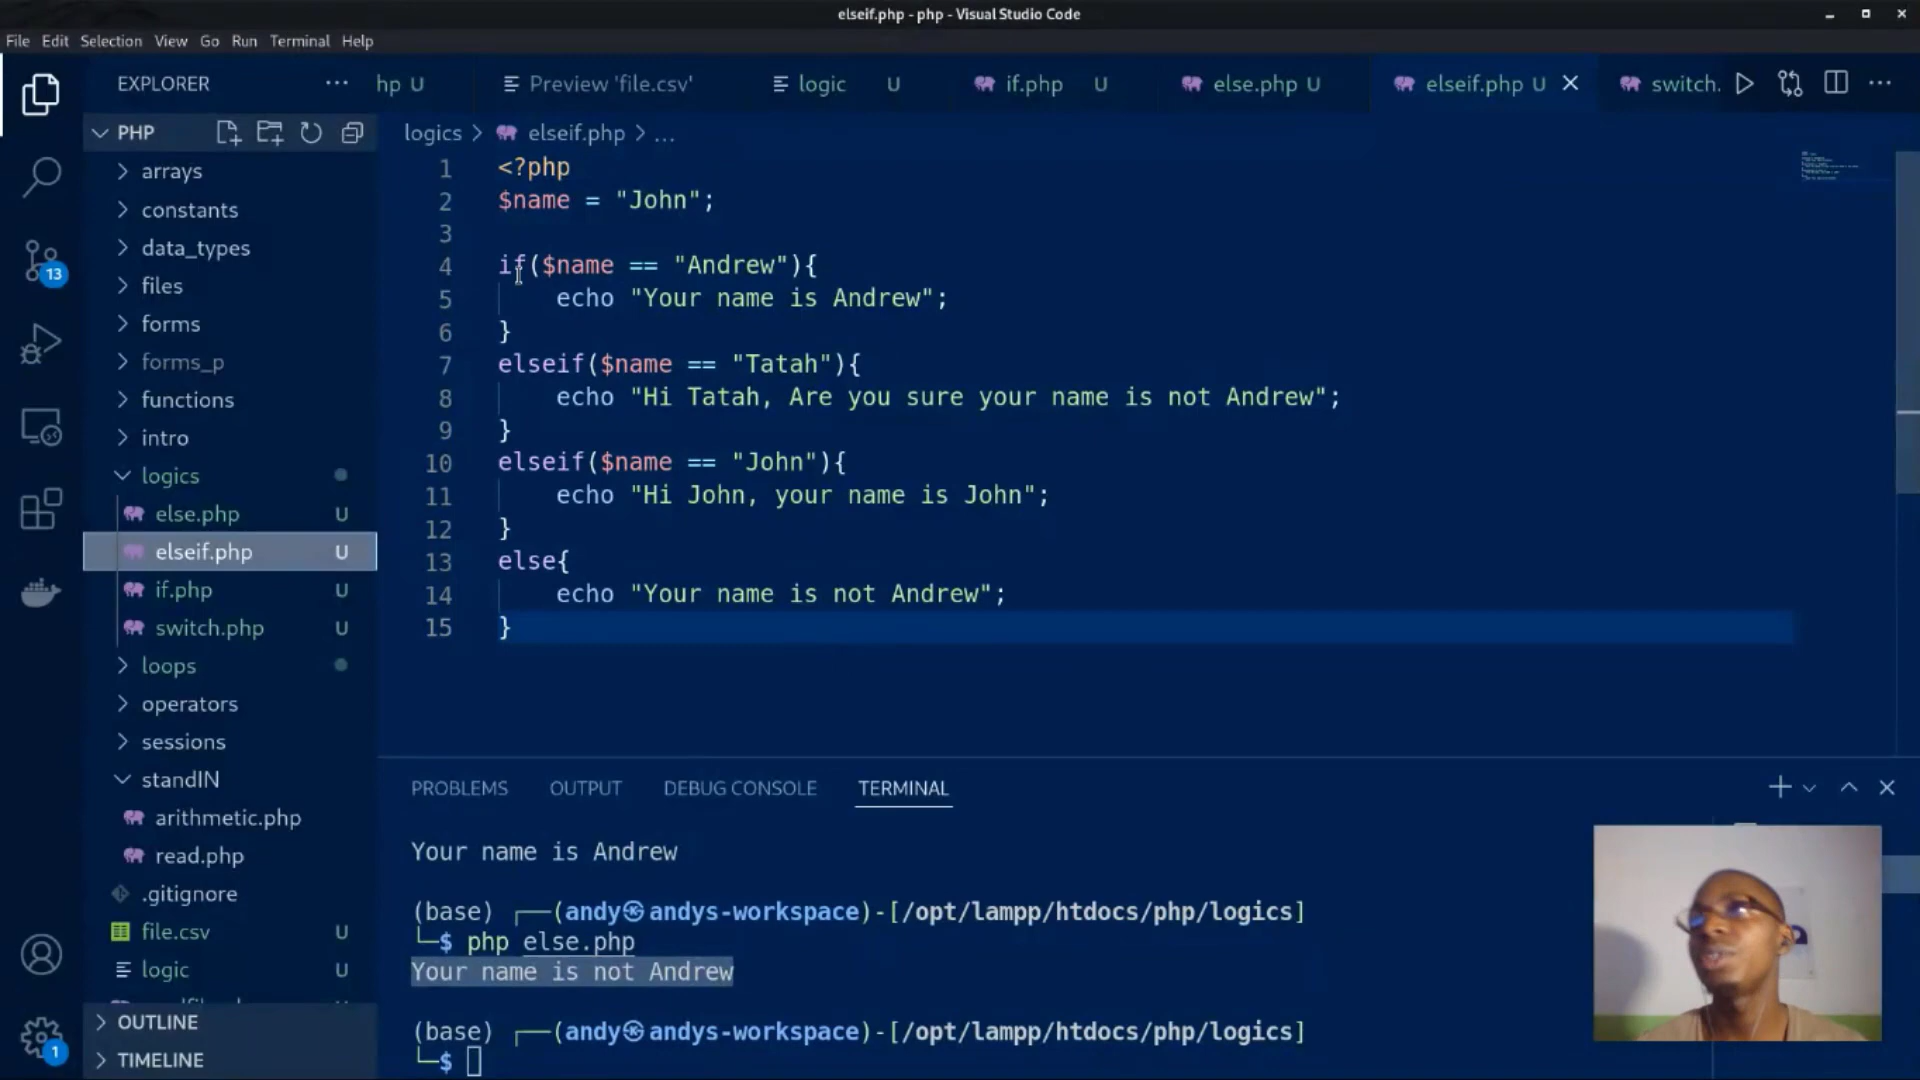 elseif.php - php - Visual Studio Code
File Edit Selection View Go Run Terminal Help
EXPLORER
hp U
Preview 'file.csv'
logic U
if.php U
else.php U
elseif.php U
switch.
PHP
logics > elseif.php > ...
arrays
constants
data_types
files
forms
forms_p
functions
intro
logics
else.php U
elseif.php U
if.php U
switch.php U
loops
operators
sessions
standIN
arithmetic.php
read.php
.gitignore
file.csv U
logic U
OUTLINE
TIMELINE
13
1
1 <?php
2 $name = "John";
3
4 if($name == "Andrew"){
5 echo "Your name is Andrew";
6 }
7 elseif($name == "Tatah"){
8 echo "Hi Tatah, Are you sure your name is not Andrew";
9 }
10 elseif($name == "John"){
11 echo "Hi John, your name is John";
12 }
13 else{
14 echo "Your name is not Andrew";
15 }
PROBLEMS OUTPUT DEBUG CONSOLE TERMINAL
Your name is Andrew
(base) ┌──(andy㉿andys-workspace)-[/opt/lampp/htdocs/php/logics]
└─$ php else.php
Your name is not Andrew
(base) ┌──(andy㉿andys-workspace)-[/opt/lampp/htdocs/php/logics]
└─$